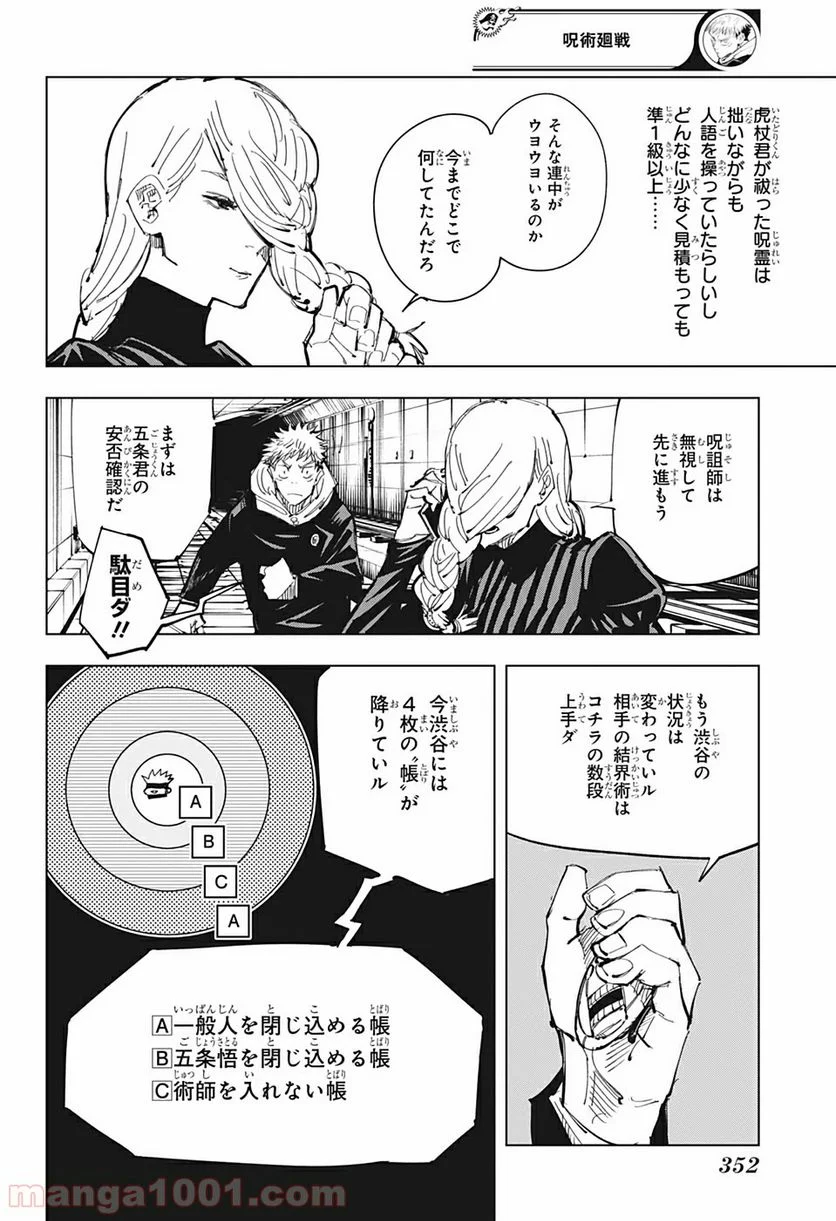 呪術廻戦
虎杖君が祓った呪霊は
拙いながらも
人語を操っていたらしいし
どんなに少なく見積もっても
準1級以上……
そんな連中が
ウヨウヨいるのか
今までどこで
何してたんだろ
呪詛師は
無視して
先に進もう
まずは
五条君の
安否確認だ
駄目ダ!!
もう渋谷の
状況は
変わっていル
相手の結界術は
コチラの数段
上手ダ
今渋谷には
4枚の〝帳〟が
降りていル
A
B
C
A
A一般人を閉じ込める帳
B五条悟を閉じ込める帳
C術師を入れない帳
352
manga1001.com